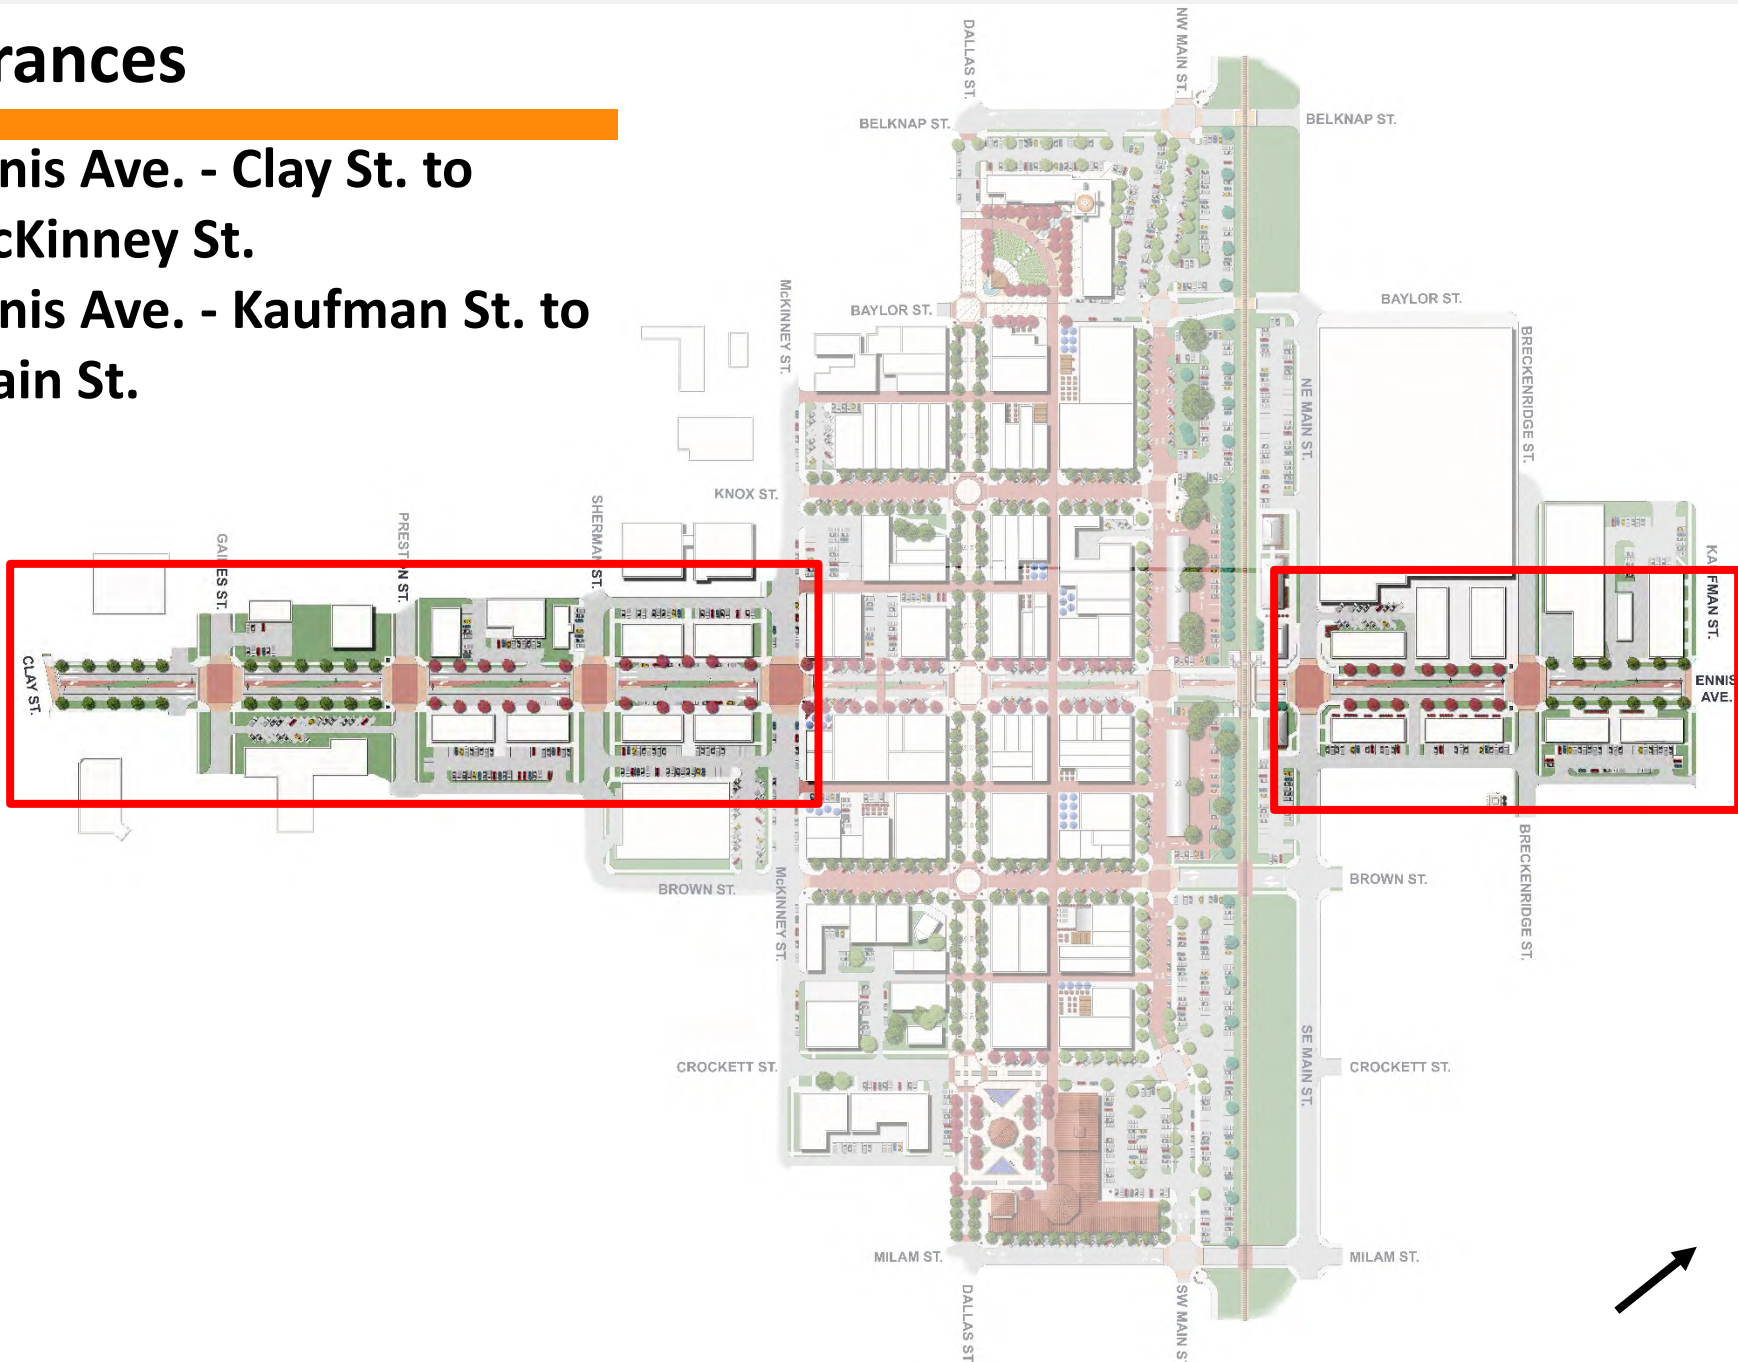 rances
nis Ave. - Clay St. to
cKinney St.
nis Ave. - Kaufman St. to
ain St.
DALLAS ST.
NW MAIN ST.
BELKNAP ST.
BELKNAP ST.
McKINNEY ST.
BAYLOR ST.
BAYLOR ST.
BRECKENRIDGE ST.
NE MAIN ST.
KNOX ST.
SHERMAN ST.
PRESTON ST.
GAINES ST.
KAUFMAN ST.
CLAY ST.
ENNIS
AVE.
BROWN ST.
McKINNEY ST.
BROWN ST.
BRECKENRIDGE ST.
CROCKETT ST.
SE MAIN ST.
CROCKETT ST.
MILAM ST.
MILAM ST.
DALLAS ST
SW MAIN S